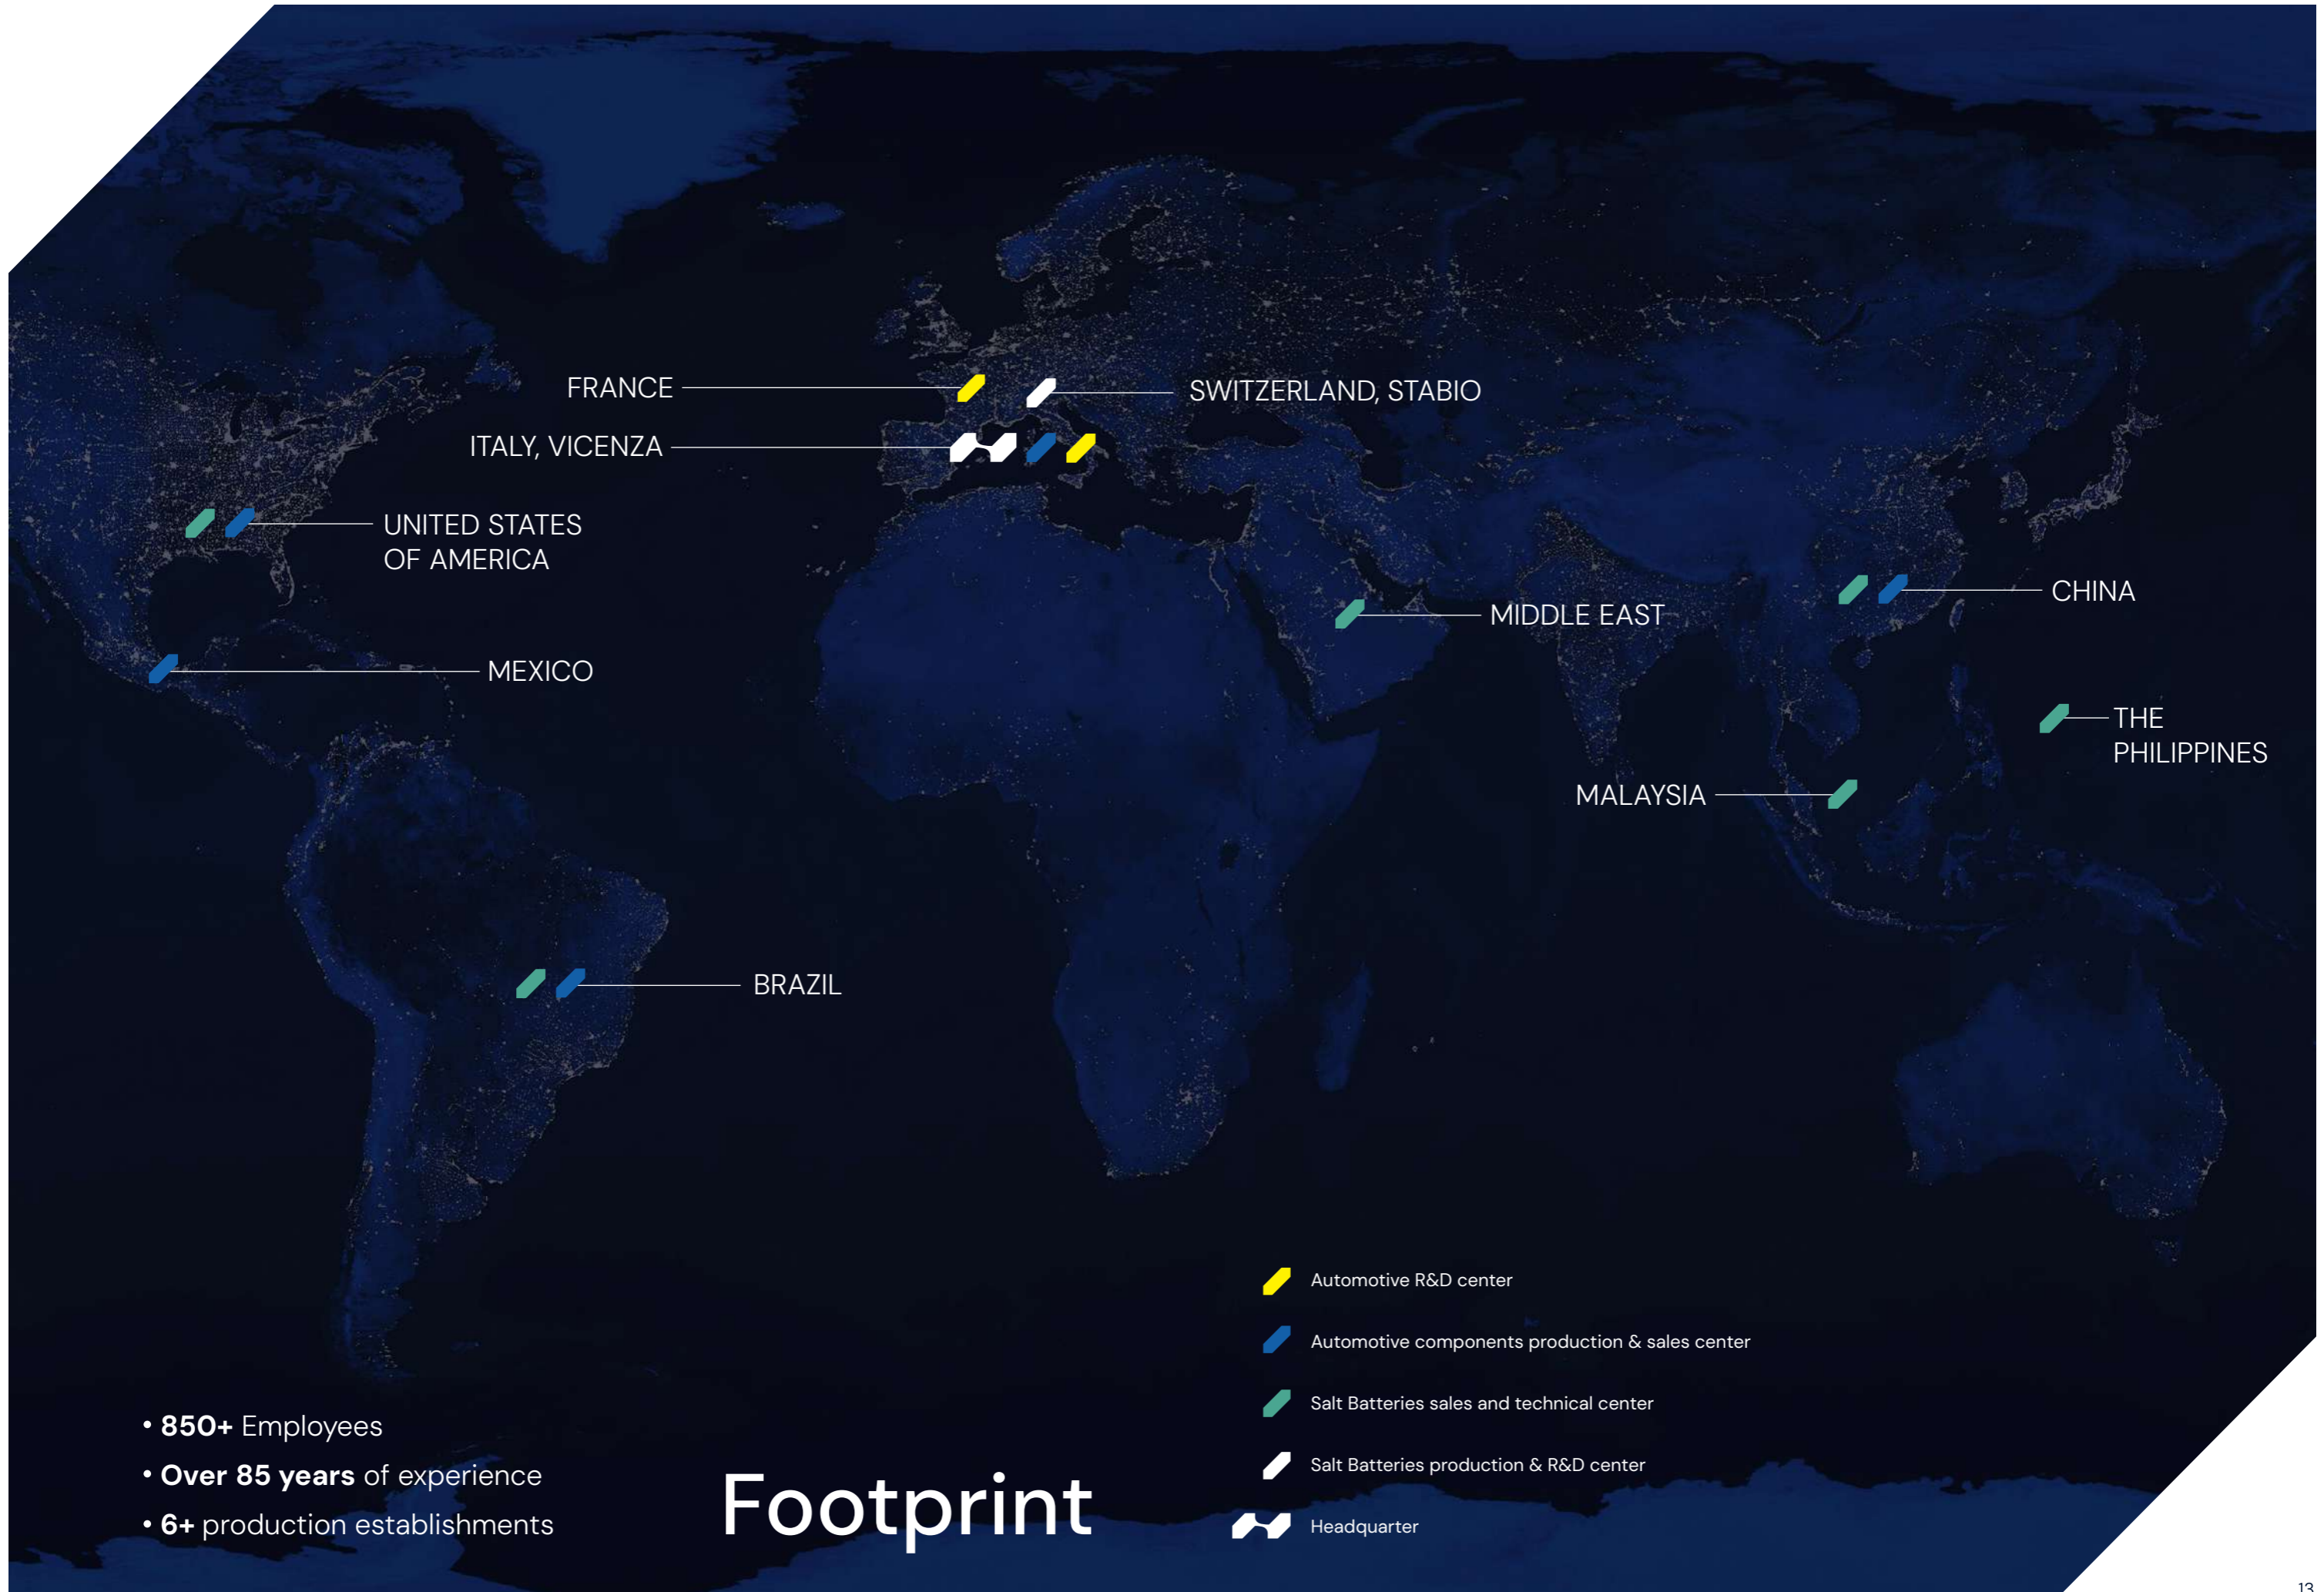 FRANCE
SWITZERLAND, STABIO
ITALY, VICENZA
UNITED STATES
OF AMERICA
CHINA
MIDDLE EAST
MEXICO
THE
PHILIPPINES
MALAYSIA
BRAZIL
Automotive R&D center
Automotive components production & sales center
Salt Batteries sales and technical center
Salt Batteries production & R&D center
Headquarter
• 850+ Employees
• Over 85 years of experience
• 6+ production establishments
Footprint
13